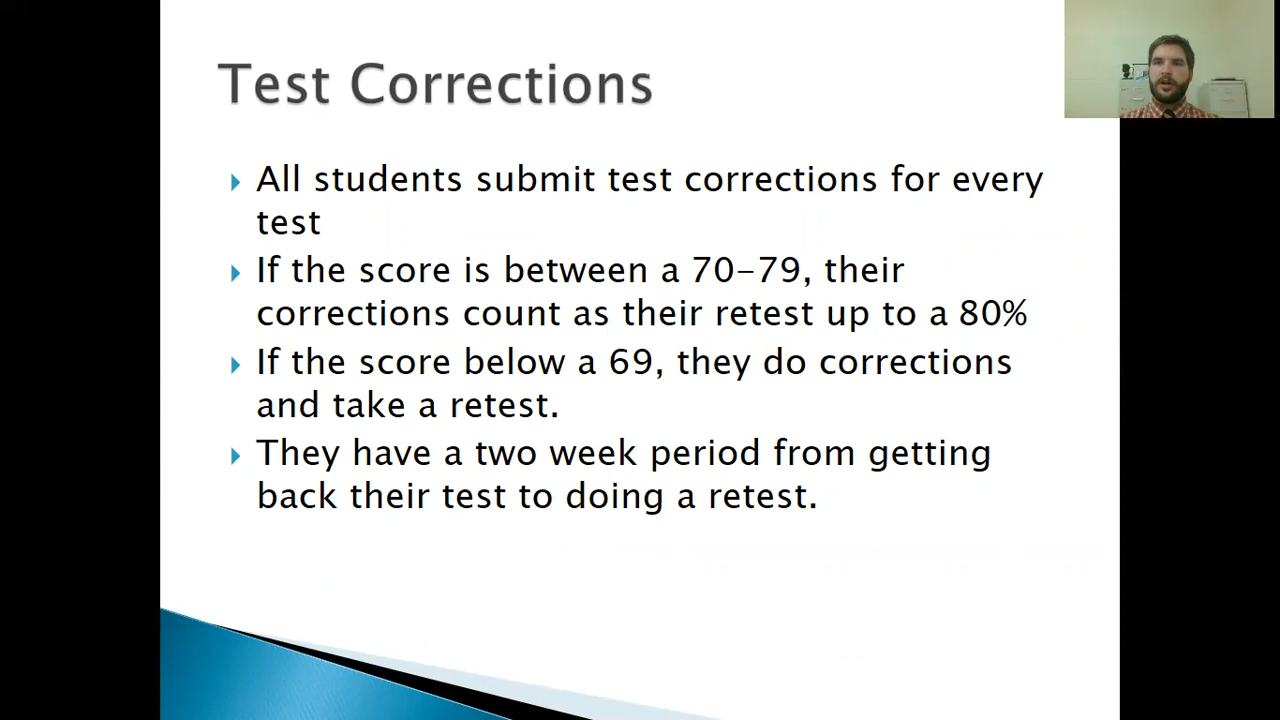 Test Corrections
All students submit test corrections for every
test
If the score is between a 70-79, their
corrections count as their retest up to a 80%
If the score below a 69, they do corrections
and take a retest.
They have a two week period from getting
back their test to doing a retest.